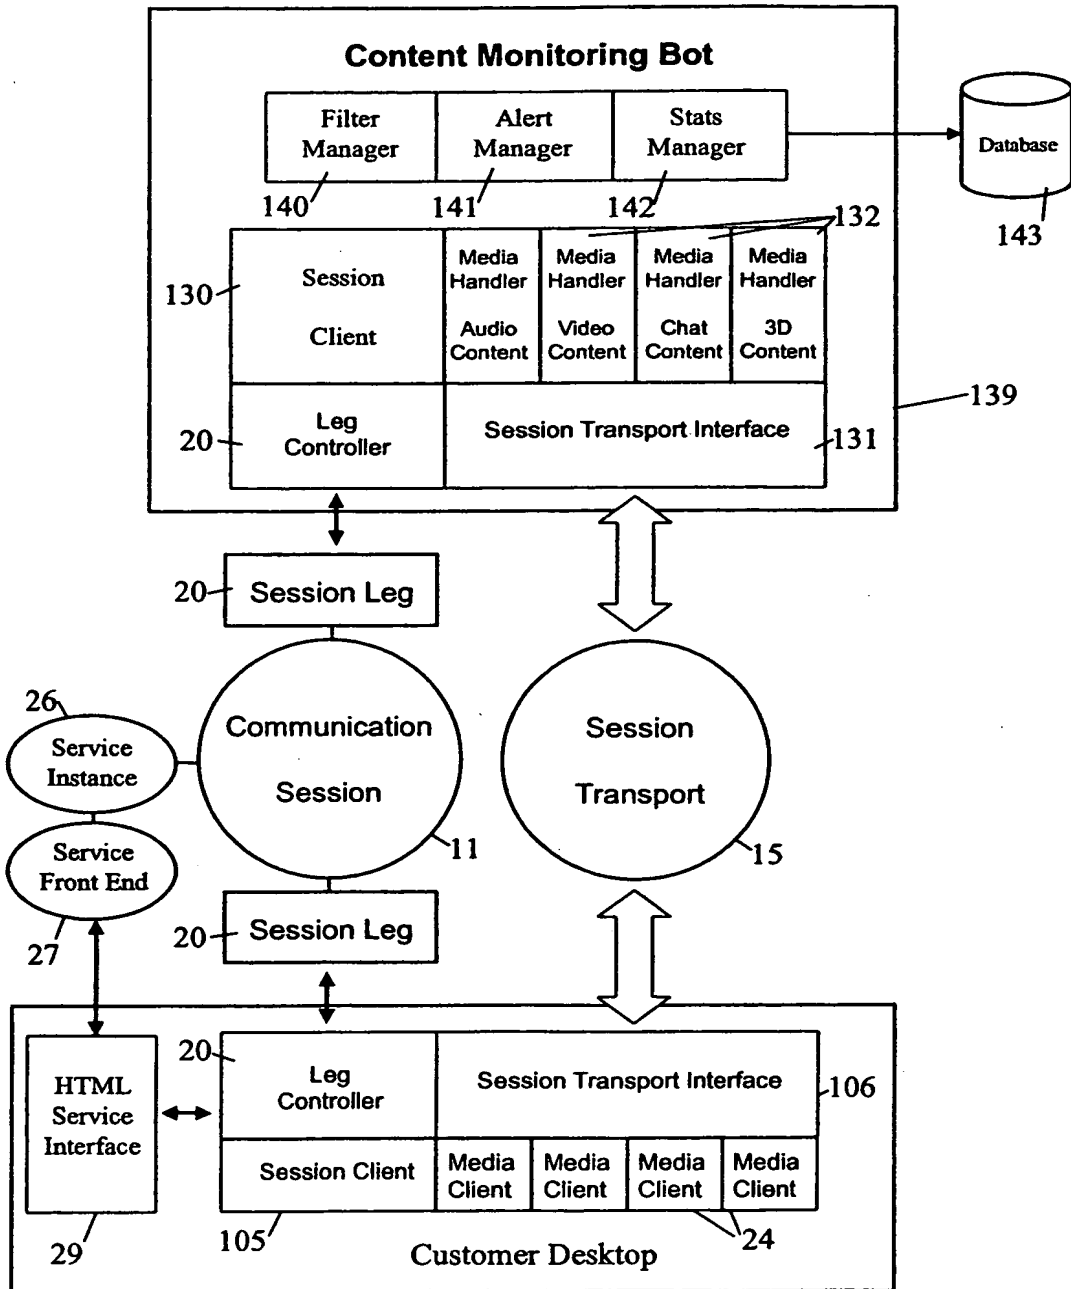 Content Monitoring Bot
Filter
Manager
Alert
Manager
Stats
Manager
Database
140
141
142
143
132
130
Session
Client
Media
Handler
Audio
Content
Media
Handler
Video
Content
Media
Handler
Chat
Content
Media
Handler
3D
Content
139
20
Leg
Controller
Session Transport Interface
131
20
Session Leg
26
Service
Instance
Communication
Session
Session
Transport
11
15
Service
Front End
27
20
Session Leg
HTML
Service
Interface
20
Leg
Controller
Session Transport Interface
106
Session Client
Media
Client
Media
Client
Media
Client
Media
Client
29
105
24
Customer Desktop